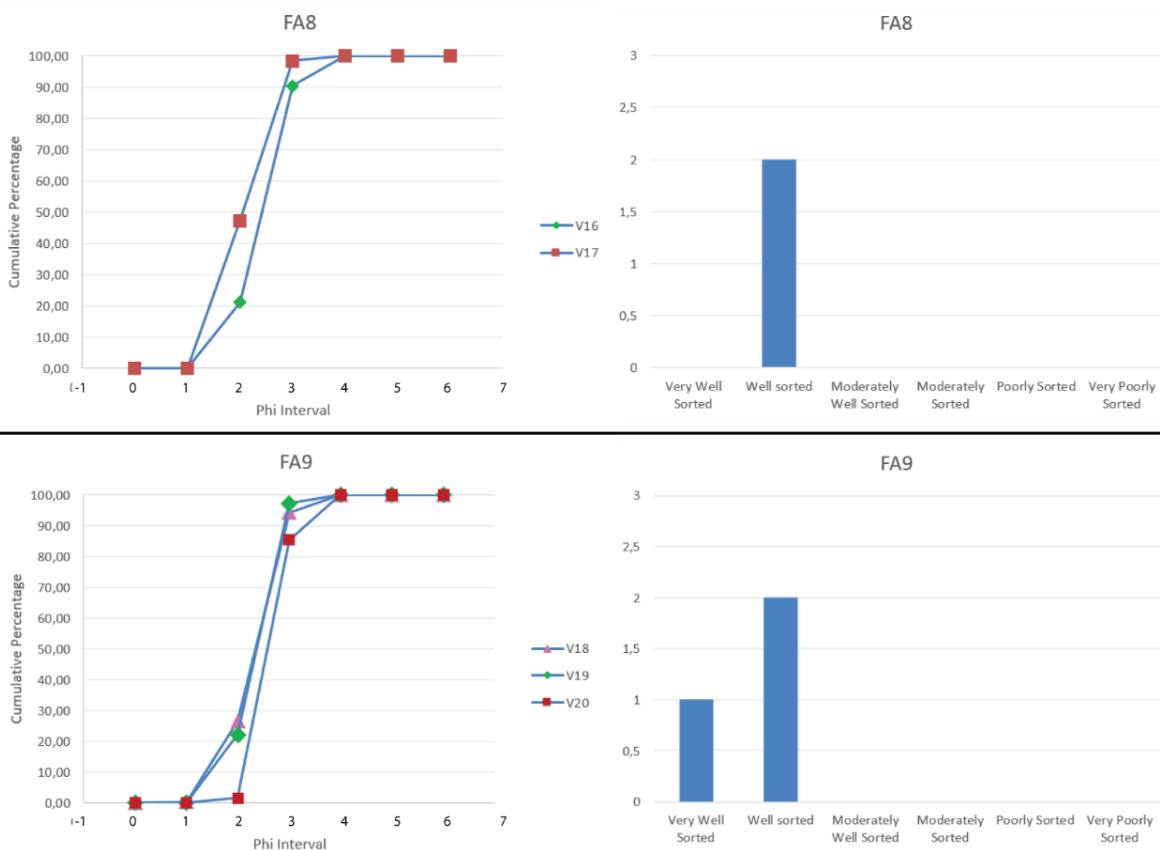 FA8
100,00
90,00
80,00
70,00
60,00
50,00
40,00
30,00
20,00
10,00
0,00
Cumulative Percentage
-1 0 1 2 3 4 5 6 7
Phi Interval
V16
V17
FA8
3
2,5
2
1,5
1
0,5
0
Very Well Sorted
Well sorted
Moderately Well Sorted
Moderately Sorted
Poorly Sorted
Very Poorly Sorted
FA9
100,00
90,00
80,00
70,00
60,00
50,00
40,00
30,00
20,00
10,00
0,00
Cumulative Percentage
-1 0 1 2 3 4 5 6 7
Phi Interval
V18
V19
V20
FA9
3
2,5
2
1,5
1
0,5
0
Very Well Sorted
Well sorted
Moderately Well Sorted
Moderately Sorted
Poorly Sorted
Very Poorly Sorted